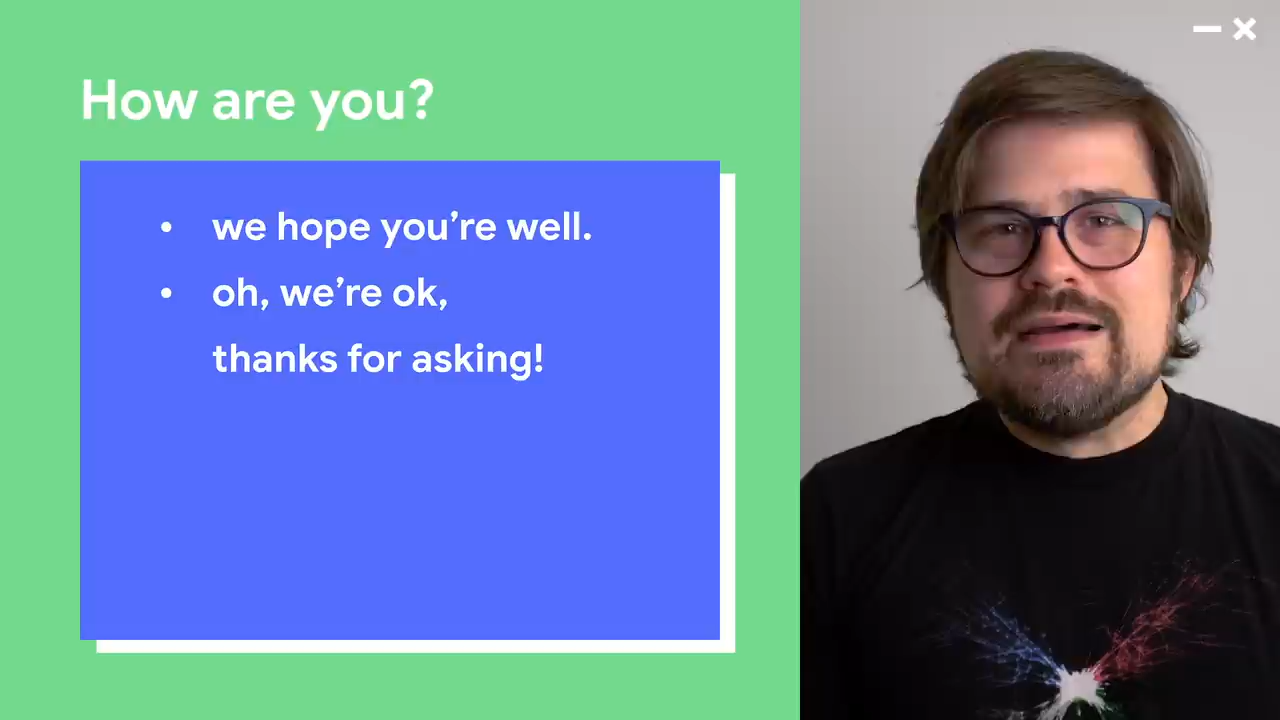 How are you?
• we hope you’re well.
• oh, we’re ok,
thanks for asking!